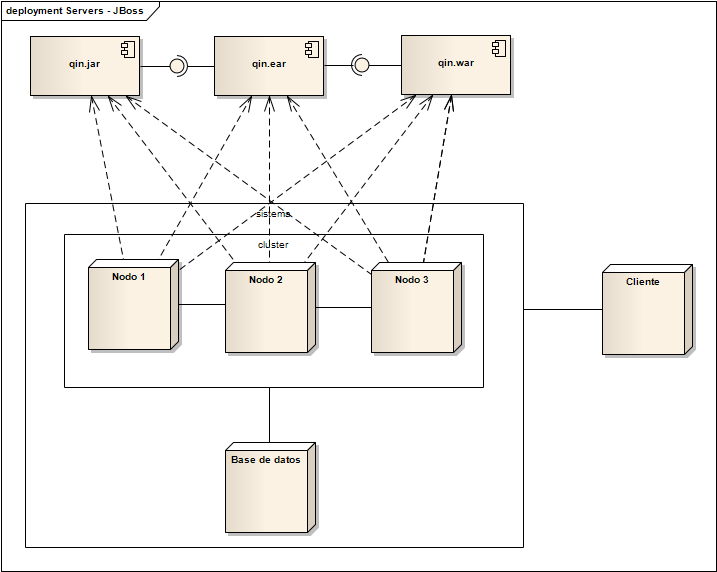 deployment Servers - JBoss
qin.jar
qin.ear
qin.war
sistema
cluster
Nodo 1
Nodo 2
Nodo 3
Cliente
Base de datos